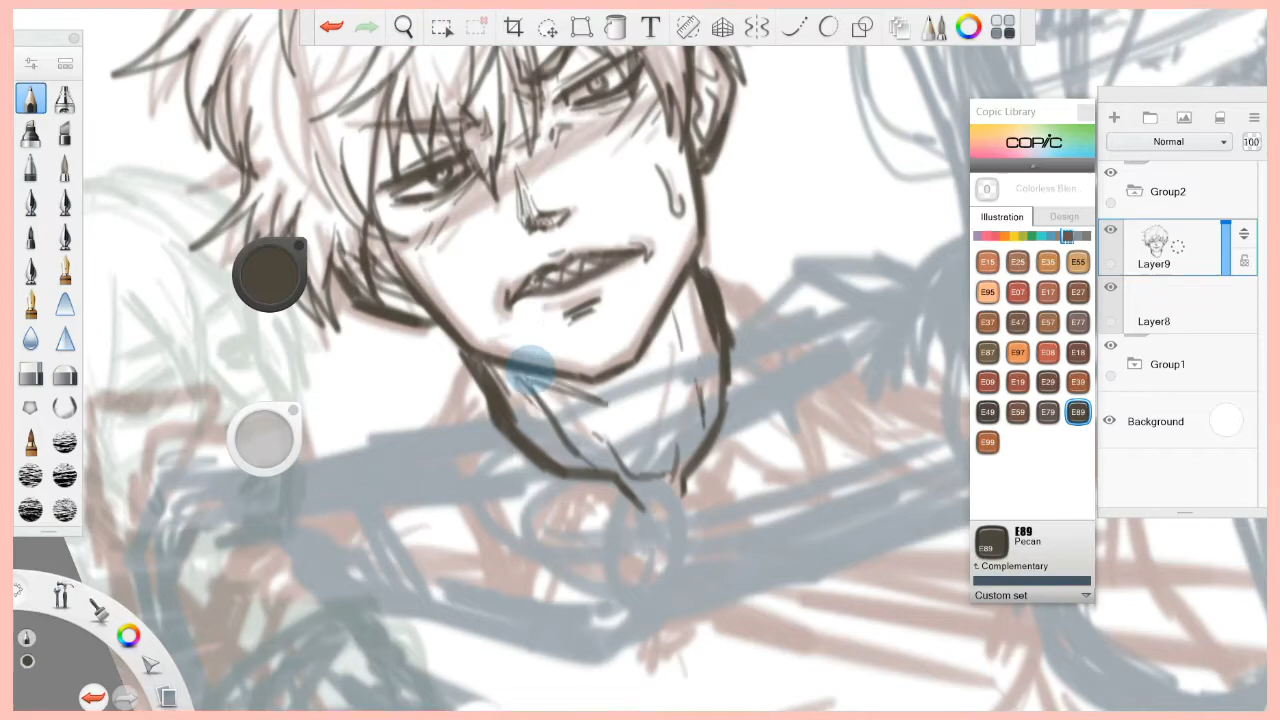 T
Copic Library
COPIC
0
Colorless Blen...
Illustration
Design
E15 E25 E35 E55
E95 E07 E17 E27
E37 E47 E57 E77
E87 E97 E08 E18
E09 E19 E29 E39
E49 E59 E79 E89
E99
E89
E89
Pecan
Complementary
Custom set
Normal
100
Group2
Layer9
Layer8
Group1
Background